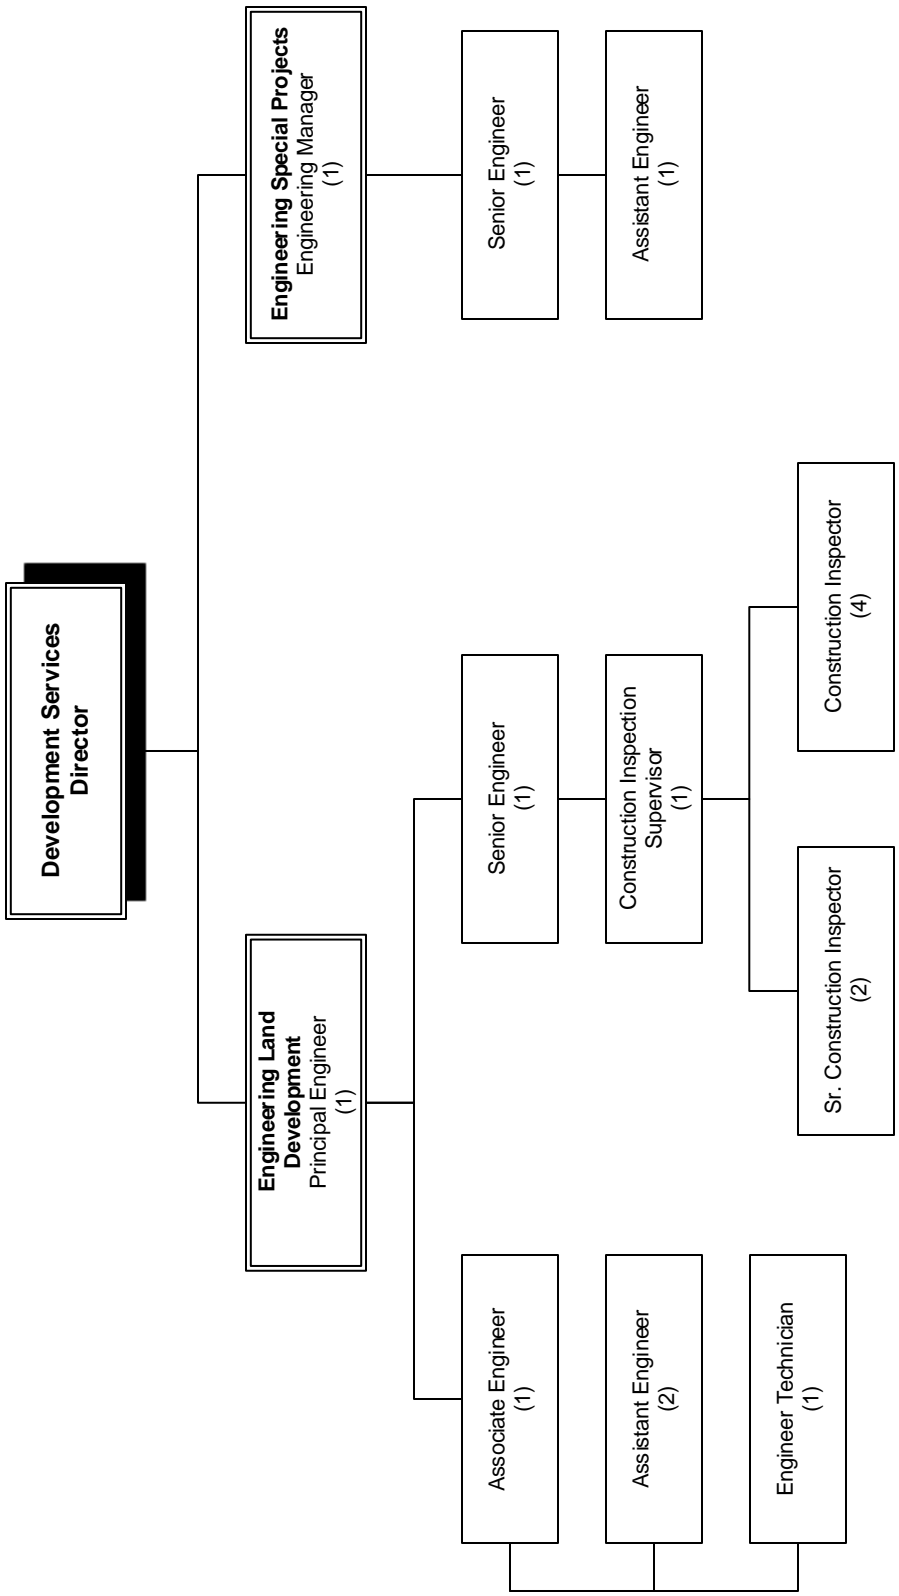 Development Services
Director
Engineering Land
Development
Principal Engineer
(1)
Engineering Special Projects
Engineering Manager
(1)
Associate Engineer
(1)
Senior Engineer
(1)
Senior Engineer
(1)
Assistant Engineer
(2)
Construction Inspection
Supervisor
(1)
Assistant Engineer
(1)
Engineer Technician
(1)
Sr. Construction Inspector
(2)
Construction Inspector
(4)